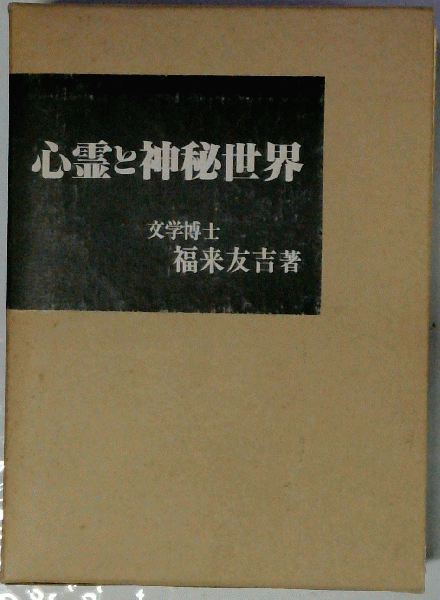 心霊と神秘世界
文学博士
福来友吉著